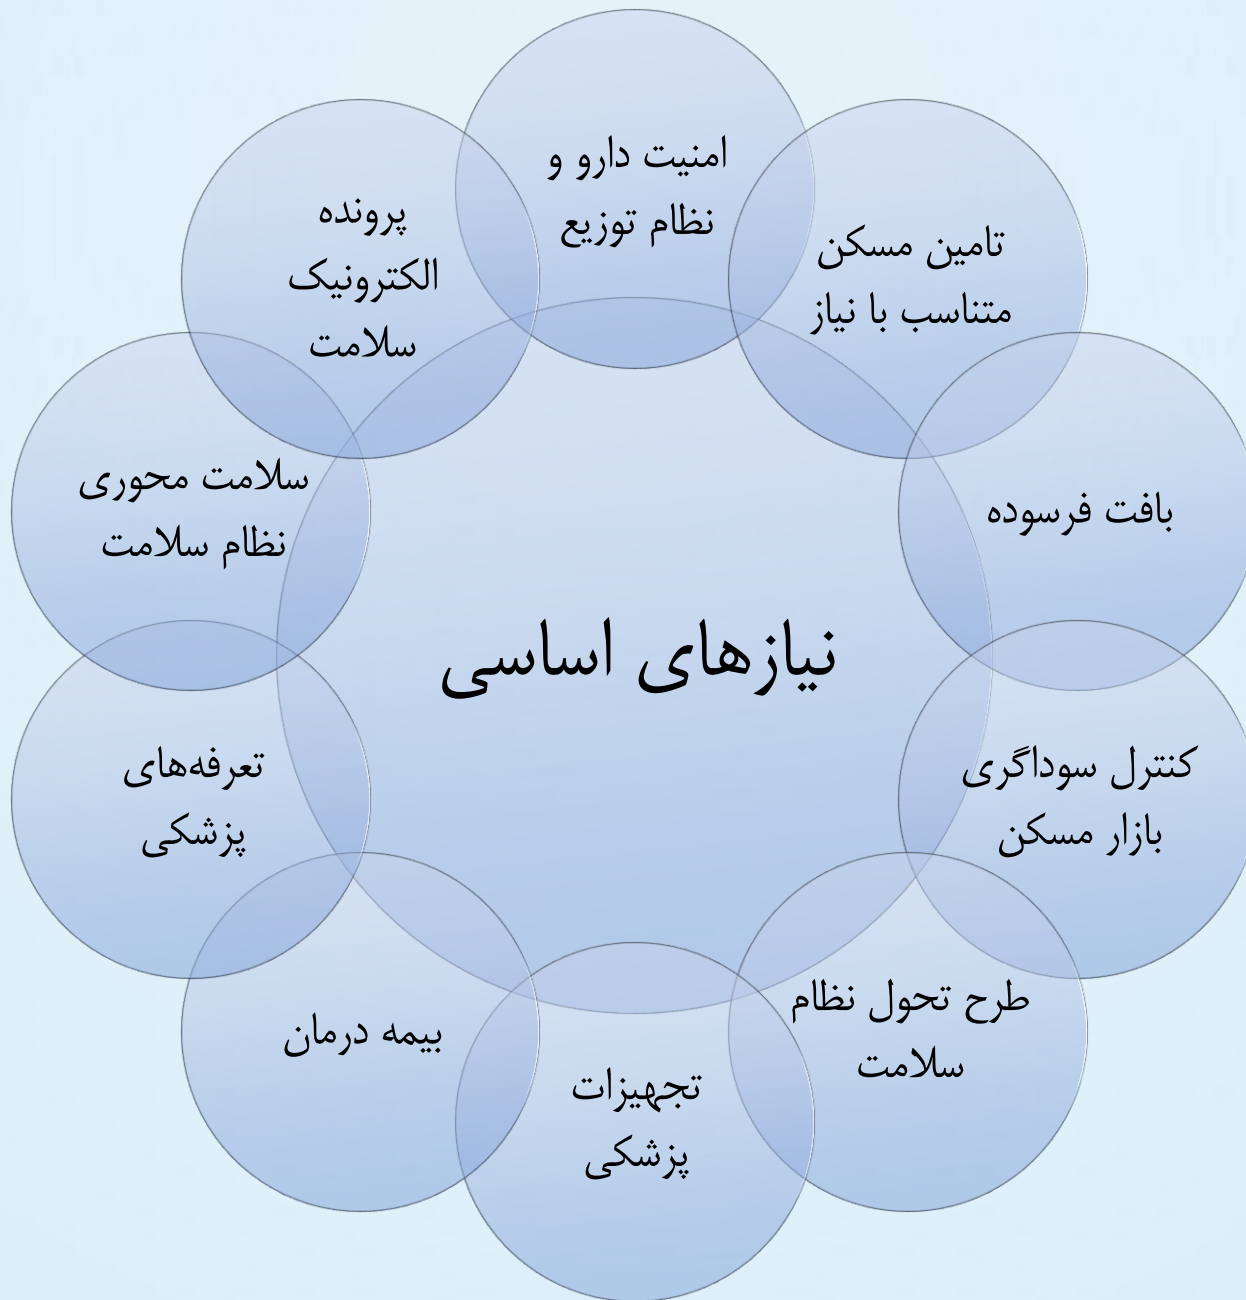 امنیت دارو و
نظام توزیع
تامین مسکن
متناسب با نیاز
بافت فرسوده
کنترل سوداگری
بازار مسکن
طرح تحول نظام
سلامت
تجهیزات
پزشکی
بیمه درمان
تعرفه‌های
پزشکی
سلامت محوری
نظام سلامت
پرونده
الکترونیک
سلامت
نیازهای اساسی